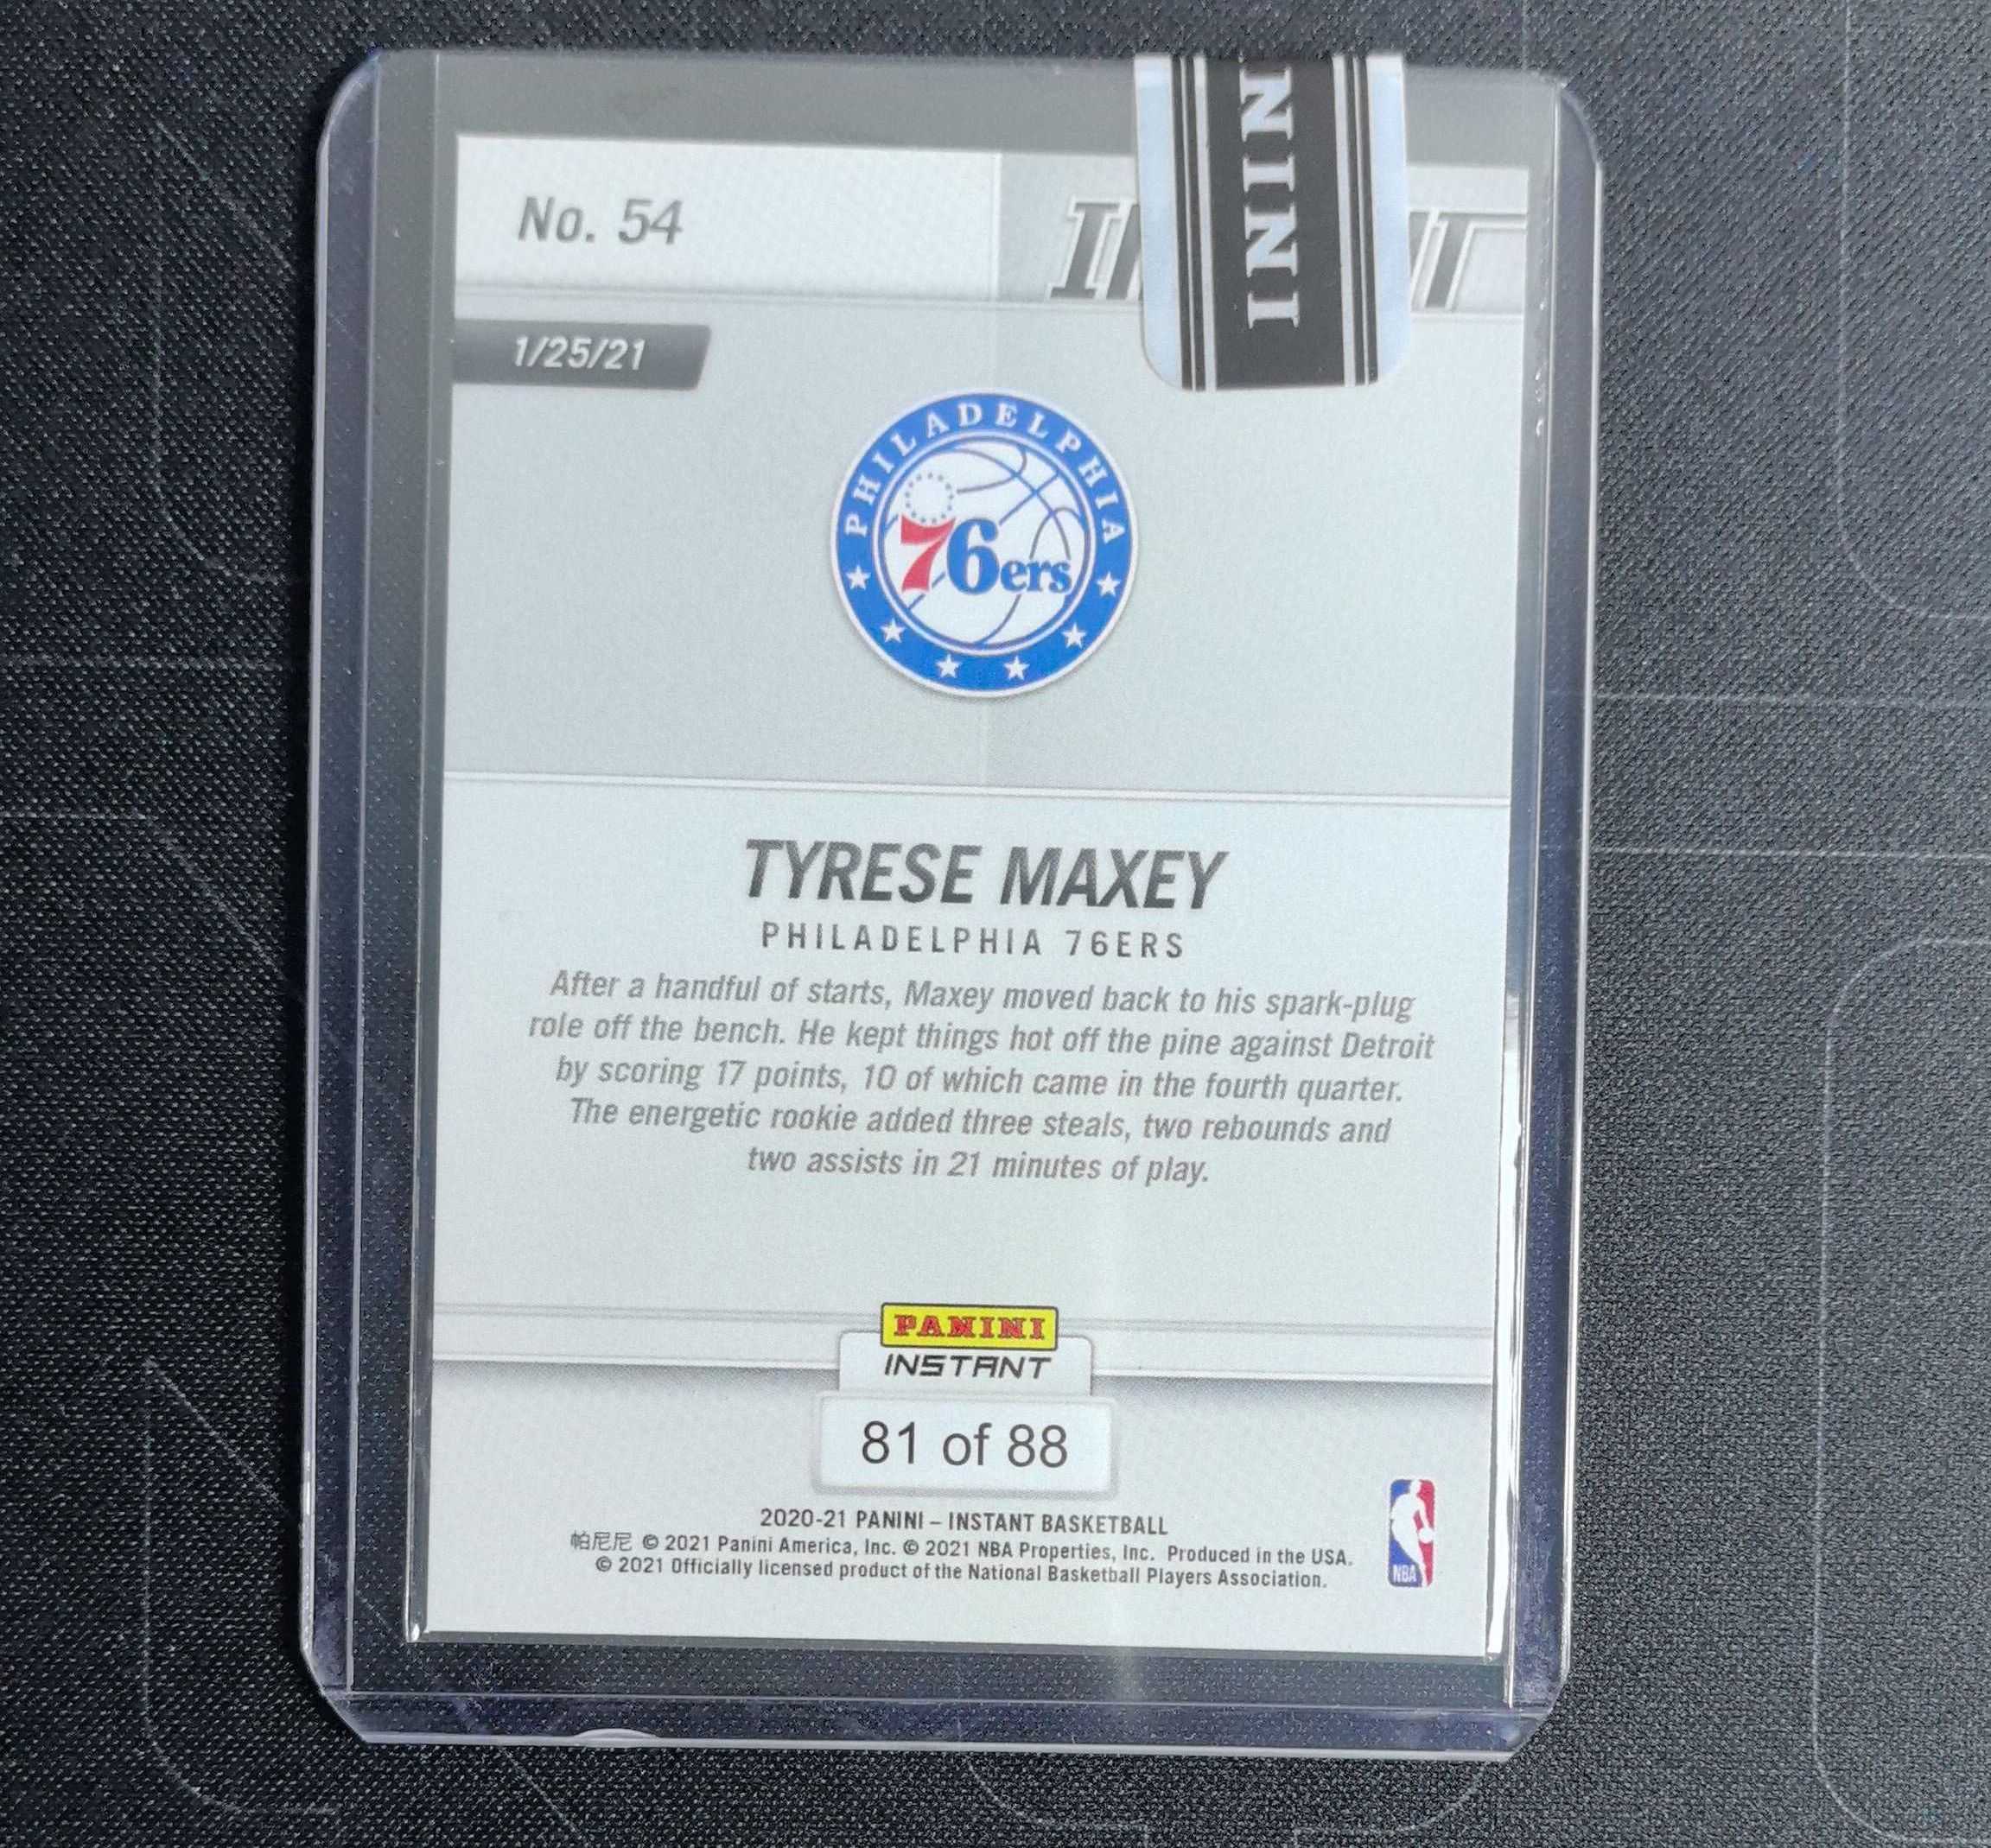 No. 54
ININI
1/25/21
PHILADELPHIA
76ers
TYRESE MAXEY
PHILADELPHIA 76ERS
After a handful of starts, Maxey moved back to his spark-plug
role off the bench. He kept things hot off the pine against Detroit
by scoring 17 points, 10 of which came in the fourth quarter.
The energetic rookie added three steals, two rebounds and
two assists in 21 minutes of play.
PANINI
INSTANT
81 of 88
2020-21 PANINI – INSTANT BASKETBALL
帕尼尼 © 2021 Panini America, Inc. © 2021 NBA Properties, Inc. Produced in the USA.
© 2021 Officially licensed product of the National Basketball Players Association.
NBA